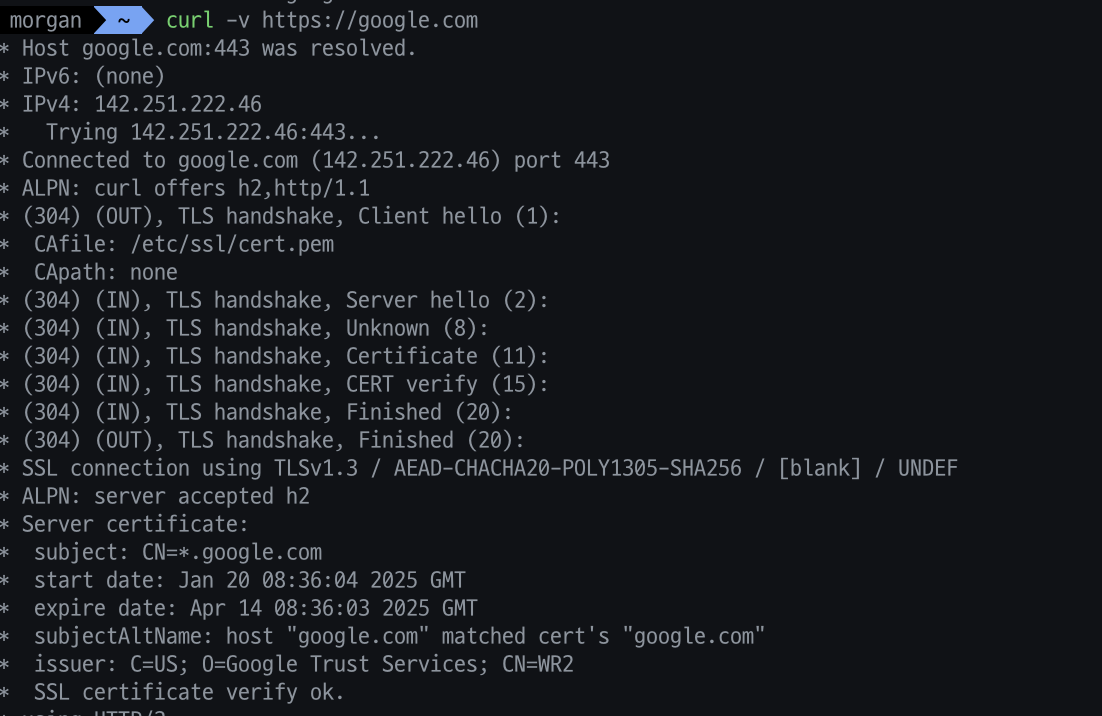 morgan ~ curl -v https://google.com
* Host google.com:443 was resolved.
* IPv6: (none)
* IPv4: 142.251.222.46
*   Trying 142.251.222.46:443...
* Connected to google.com (142.251.222.46) port 443
* ALPN: curl offers h2,http/1.1
* (304) (OUT), TLS handshake, Client hello (1):
*  CAfile: /etc/ssl/cert.pem
*  CApath: none
* (304) (IN), TLS handshake, Server hello (2):
* (304) (IN), TLS handshake, Unknown (8):
* (304) (IN), TLS handshake, Certificate (11):
* (304) (IN), TLS handshake, CERT verify (15):
* (304) (IN), TLS handshake, Finished (20):
* (304) (OUT), TLS handshake, Finished (20):
* SSL connection using TLSv1.3 / AEAD-CHACHA20-POLY1305-SHA256 / [blank] / UNDEF
* ALPN: server accepted h2
* Server certificate:
*  subject: CN=*.google.com
*  start date: Jan 20 08:36:04 2025 GMT
*  expire date: Apr 14 08:36:03 2025 GMT
*  subjectAltName: host "google.com" matched cert's "google.com"
*  issuer: C=US; O=Google Trust Services; CN=WR2
*  SSL certificate verify ok.